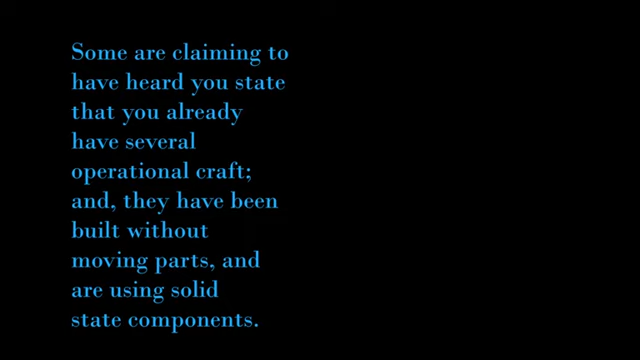 Some are claiming to
have heard you state
that you already
have several
operational craft;
and, they have been
built without
moving parts, and
are using solid
state components.